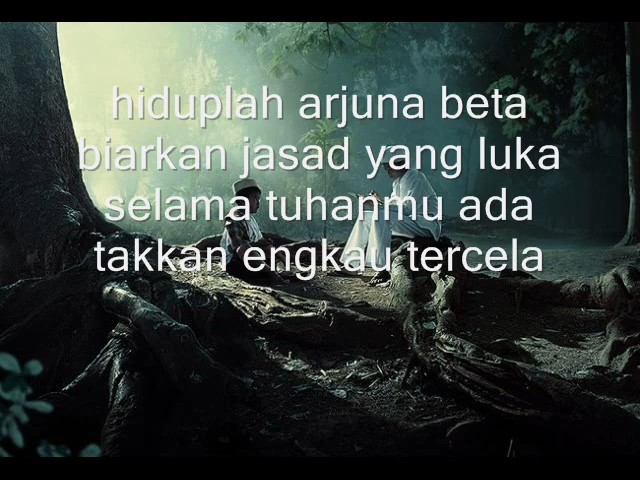 hiduplah arjuna beta
biarkan jasad yang luka
selama tuhanmu ada
takkan engkau tercela